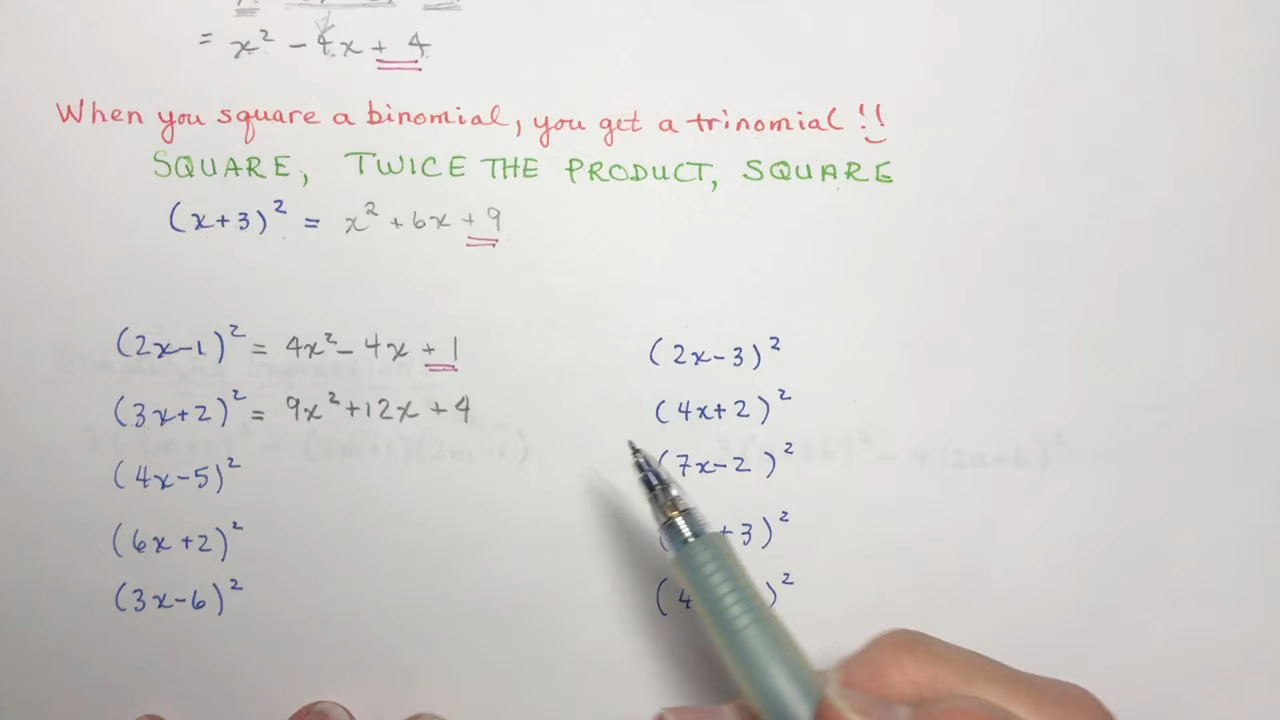 = x² - 4x + 4
When you square a binomial, you get a trinomial !!
SQUARE, TWICE THE PRODUCT, SQUARE
(x+3)² = x² + 6x + 9
(2x-1)² = 4x² - 4x + 1
(3x+2)² = 9x² + 12x + 4
(4x-5)²
(6x+2)²
(3x-6)²
(2x-3)²
(4x+2)²
(7x-2)²
+3)²
(4 )²